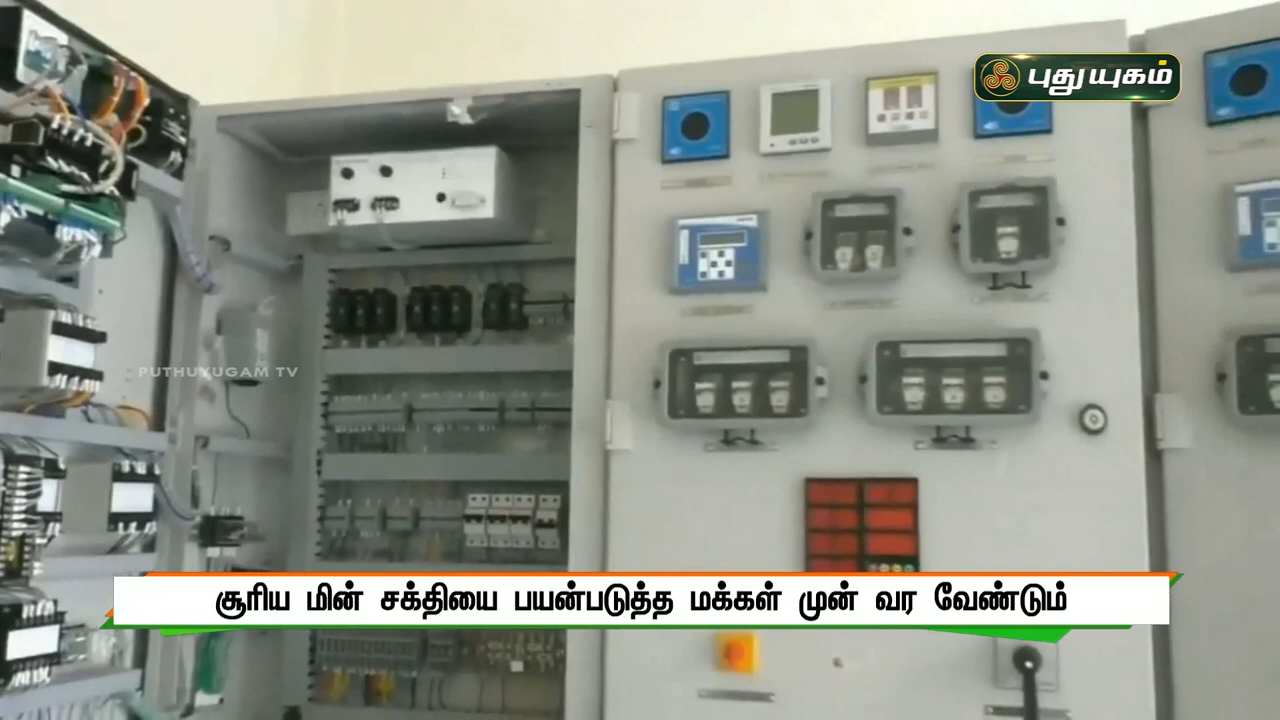 புதுயுகம்
PUTHUYUGAM TV
சூரிய மின் சக்தியை பயன்படுத்த மக்கள் முன் வர வேண்டும்